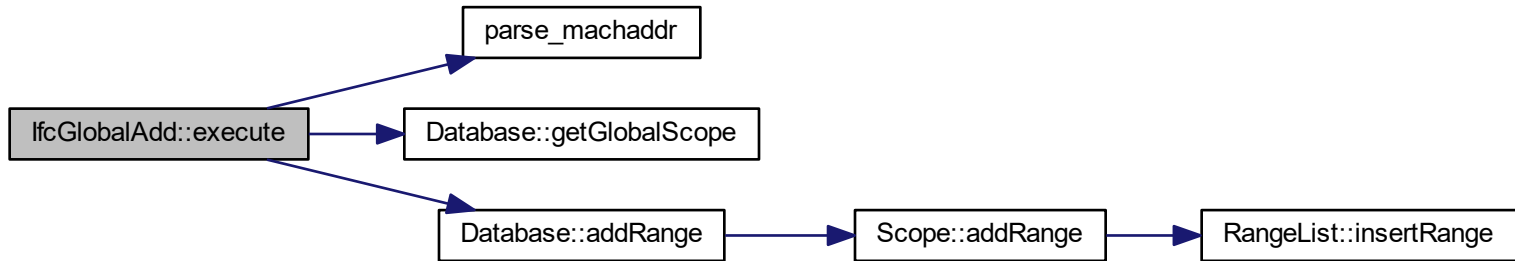 parse_machaddr
IfcGlobalAdd::execute
Database::getGlobalScope
Database::addRange
Scope::addRange
RangeList::insertRange